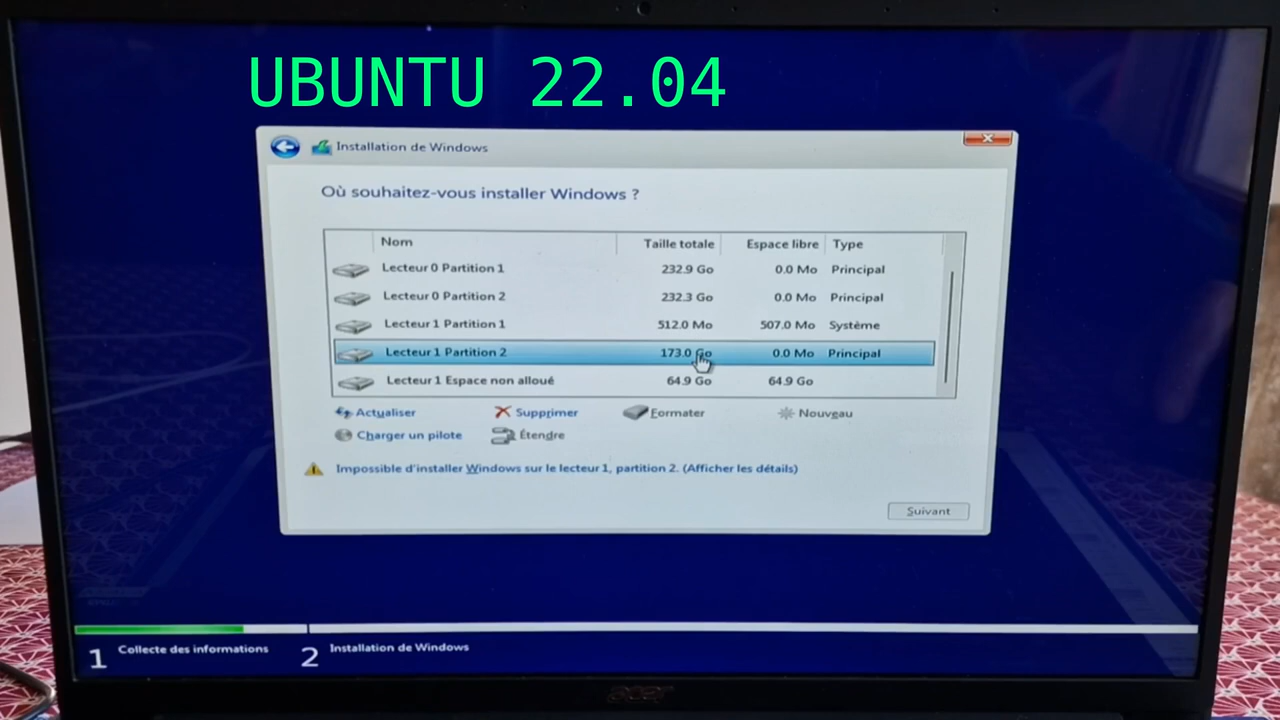 UBUNTU 22.04
Installation de Windows
Où souhaitez-vous installer Windows ?
Nom Taille totale Espace libre Type
Lecteur 0 Partition 1 232.9 Go 0.0 Mo Principal
Lecteur 0 Partition 2 232.3 Go 0.0 Mo Principal
Lecteur 1 Partition 1 512.0 Mo 507.0 Mo Système
Lecteur 1 Partition 2 173.0 Go 0.0 Mo Principal
Lecteur 1 Espace non alloué 64.9 Go 64.9 Go
Actualiser Supprimer Formater Nouveau
Charger un pilote Étendre
Impossible d'installer Windows sur le lecteur 1, partition 2. (Afficher les détails)
Suivant
1 Collecte des informations 2 Installation de Windows
acer